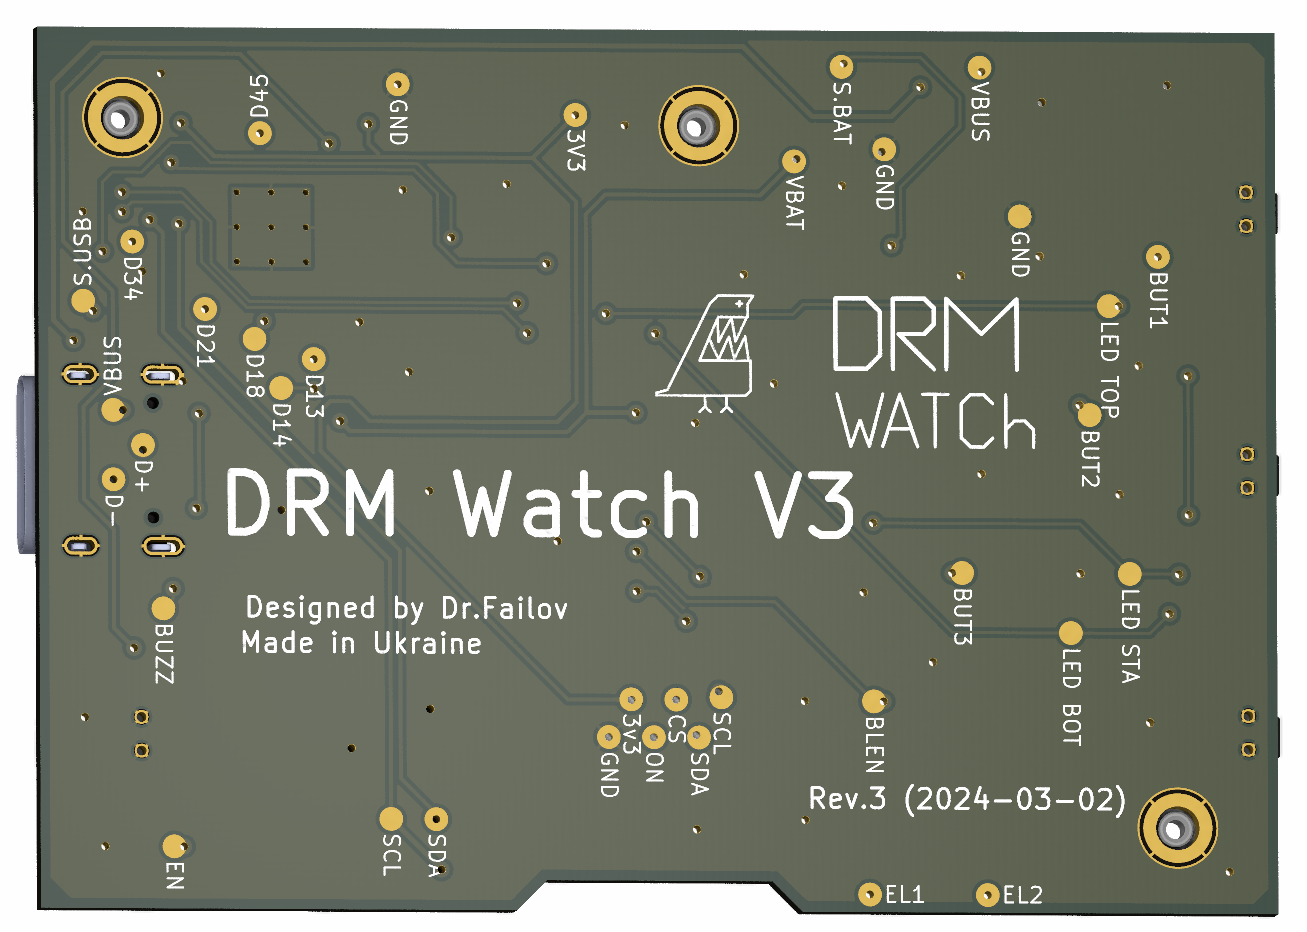 D45
GND
3V3
S.BAT
VBUS
VBAT
GND
GND
S.USB
D34
D21
D18
D13
D14
BUT1
LED TOP
DRM
WATCh
BUT2
VBUS
D+
D-
DRM Watch V3
Designed by Dr.Failov
Made in Ukraine
BUZZ
BUT3
LED STA
LED BOT
3v3
CS
SCL
GND
ON
SDA
BLEN
Rev.3 (2024-03-02)
EN
SCL
SDA
EL1
EL2